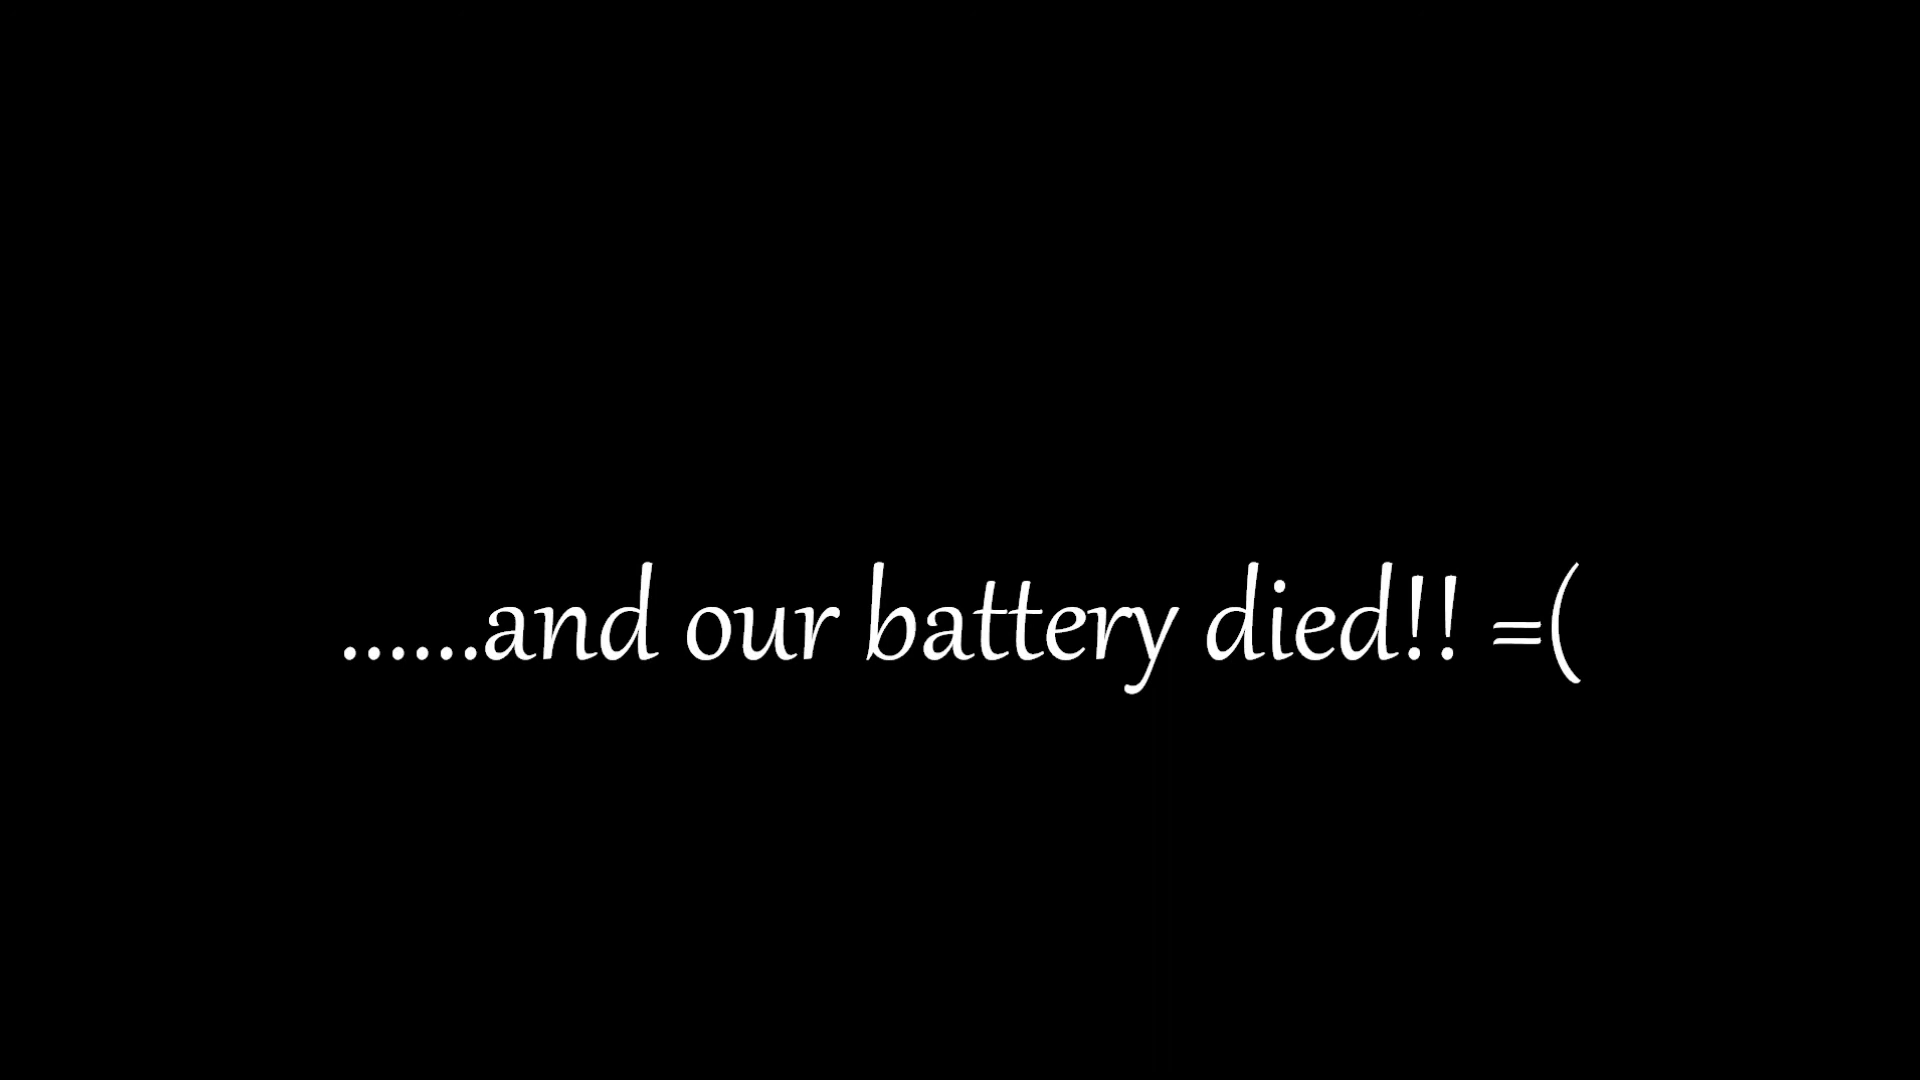 ......and our battery died!! =(